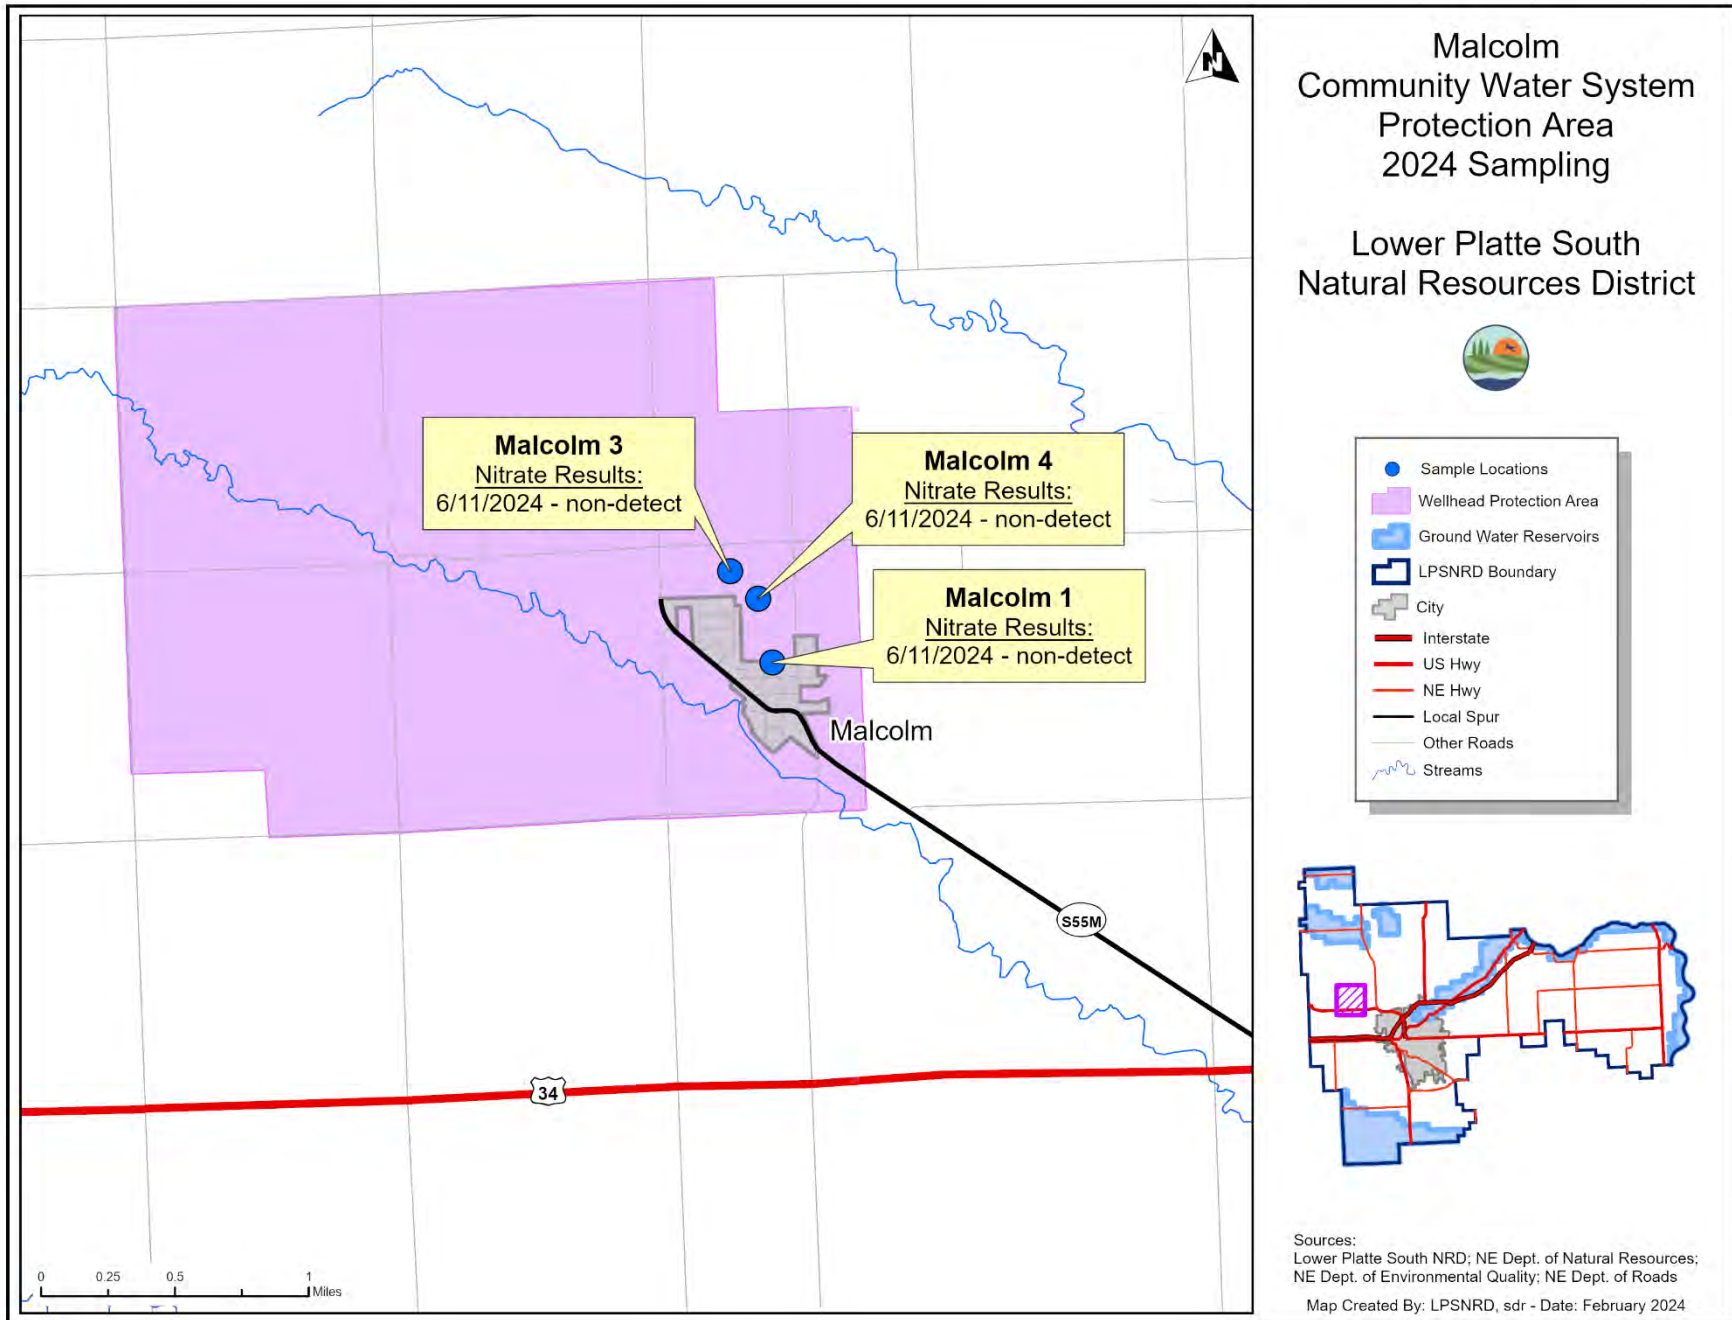 Malcolm
Community Water System
Protection Area
2024 Sampling
Lower Platte South
Natural Resources District
N
Malcolm 3
Nitrate Results:
6/11/2024 - non-detect
Malcolm 4
Nitrate Results:
6/11/2024 - non-detect
Malcolm 1
Nitrate Results:
6/11/2024 - non-detect
Malcolm
S55M
34
0 0.25 0.5 1
Miles
Sample Locations
Wellhead Protection Area
Ground Water Reservoirs
LPSNRD Boundary
City
Interstate
US Hwy
NE Hwy
Local Spur
Other Roads
Streams
Sources:
Lower Platte South NRD; NE Dept. of Natural Resources;
NE Dept. of Environmental Quality; NE Dept. of Roads
Map Created By: LPSNRD, sdr - Date: February 2024